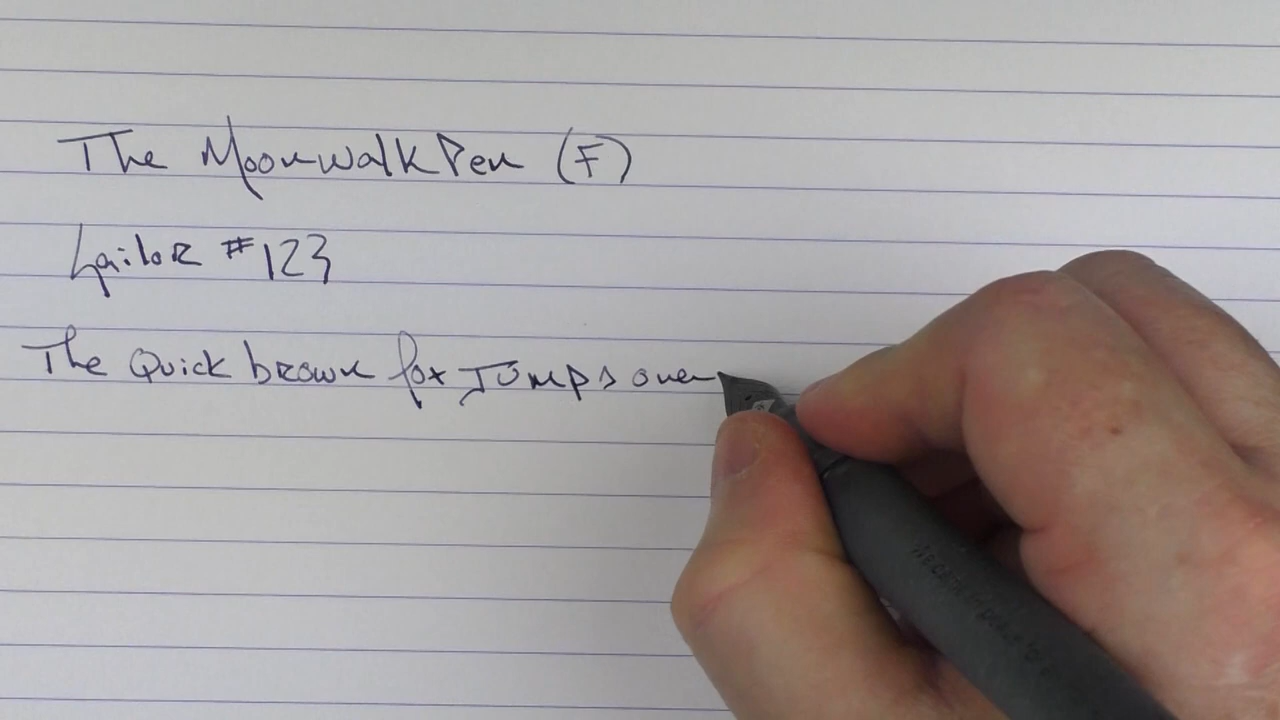 The Moonwalk Pen (F)
Sailor #123
The Quick brown fox Jumps over